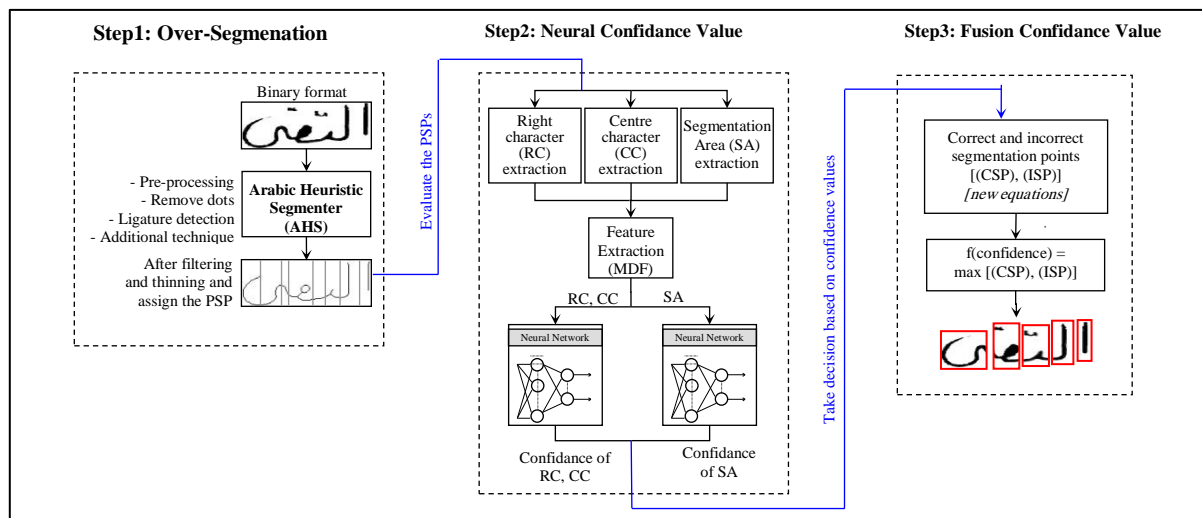 Step1: Over-Segmenation
Binary format
التقى
- Pre-processing
- Remove dots
- Ligature detection
- Additional technique
Arabic Heuristic
Segmenter
(AHS)
After filtering
and thinning and
assign the PSP
Evaluate the PSPs
Step2: Neural Confidance Value
Right
character
(RC)
extraction
Centre
character
(CC)
extraction
Segmentation
Area (SA)
extraction
Feature
Extraction
(MDF)
RC, CC
SA
Neural Network
Neural Network
Confidance of
RC, CC
Confidance
of SA
Take decision based on confidence values
Step3: Fusion Confidance Value
Correct and incorrect
segmentation points
[(CSP), (ISP)]
[new equations]
f(confidence) =
max [(CSP), (ISP)]
التقى